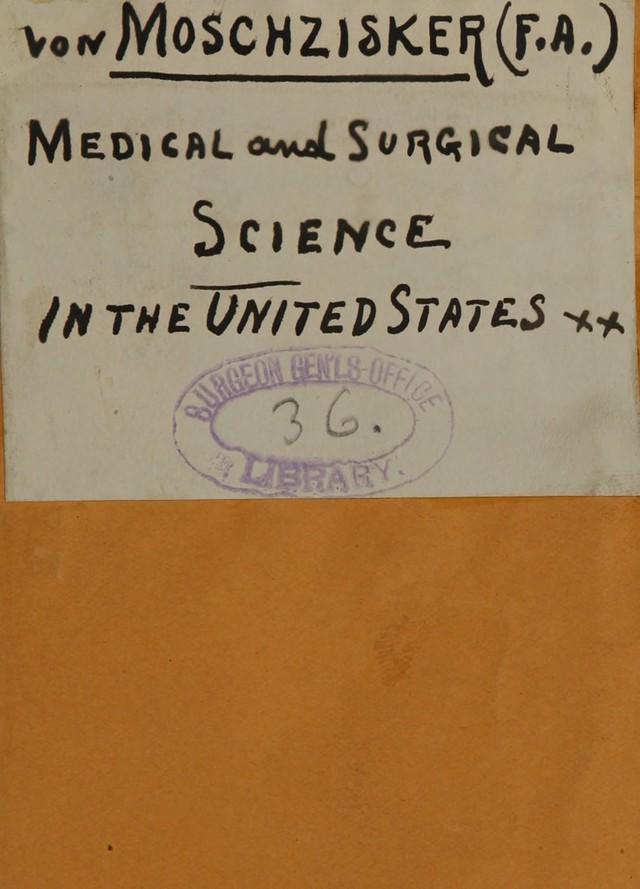 von MOSCHZISKER (F.A.)
MEDICAL and SURGICAL
SCIENCE
IN THE UNITED STATES xx
SURGEON GEN'LS OFFICE
36.
LIBRARY.